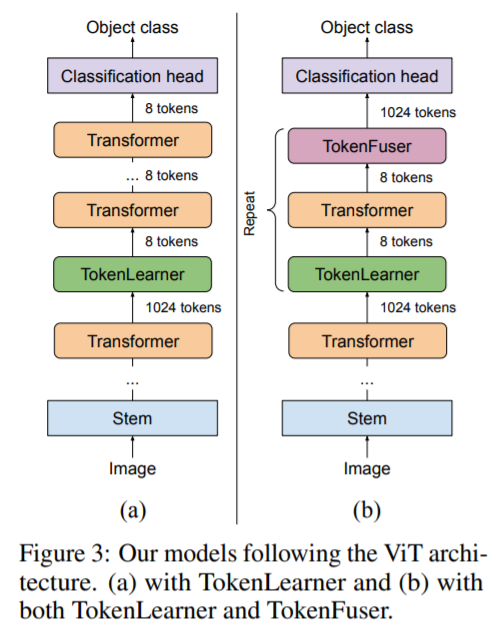 Object class
Classification head
8 tokens
Transformer
... 8 tokens
Transformer
8 tokens
TokenLearner
1024 tokens
Transformer
...
Stem
Image
(a)
Object class
Classification head
1024 tokens
TokenFuser
8 tokens
Repeat
Transformer
8 tokens
TokenLearner
1024 tokens
Transformer
...
Stem
Image
(b)
Figure 3: Our models following the ViT archi-
tecture. (a) with TokenLearner and (b) with
both TokenLearner and TokenFuser.